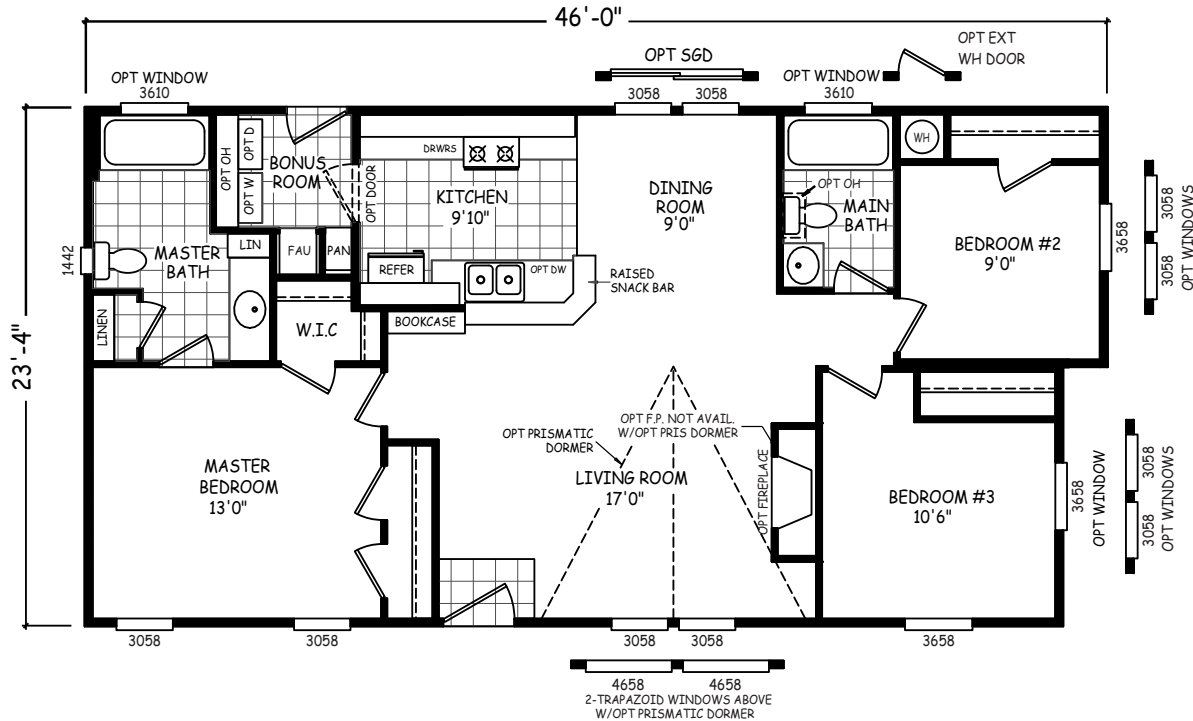 46'-0"
OPT SGD
OPT EXT
WH DOOR
OPT WINDOW
3610
3058
3058
OPT WINDOW
3610
23'-4"
OPT OH
OPT D
OPT W
BONUS
ROOM
OPT DOOR
DRWRS
KITCHEN
9'10"
DINING
ROOM
9'0"
OPT OH
MAIN
BATH
WH
BEDROOM #2
9'0"
3658
3058
3058
OPT WINDOWS
1442
MASTER
BATH
LIN
FAU
PAN
REFER
OPT DW
RAISED
SNACK BAR
LINEN
W.I.C
BOOKCASE
MASTER
BEDROOM
13'0"
OPT PRISMATIC
DORMER
OPT F.P. NOT AVAIL.
W/OPT PRIS DORMER
LIVING ROOM
17'0"
OPT FIREPLACE
BEDROOM #3
10'6"
3658
OPT WINDOW
3058
3058
OPT WINDOWS
3058
3058
3058
3058
3658
4658
4658
2-TRAPAZOID WINDOWS ABOVE
W/OPT PRISMATIC DORMER